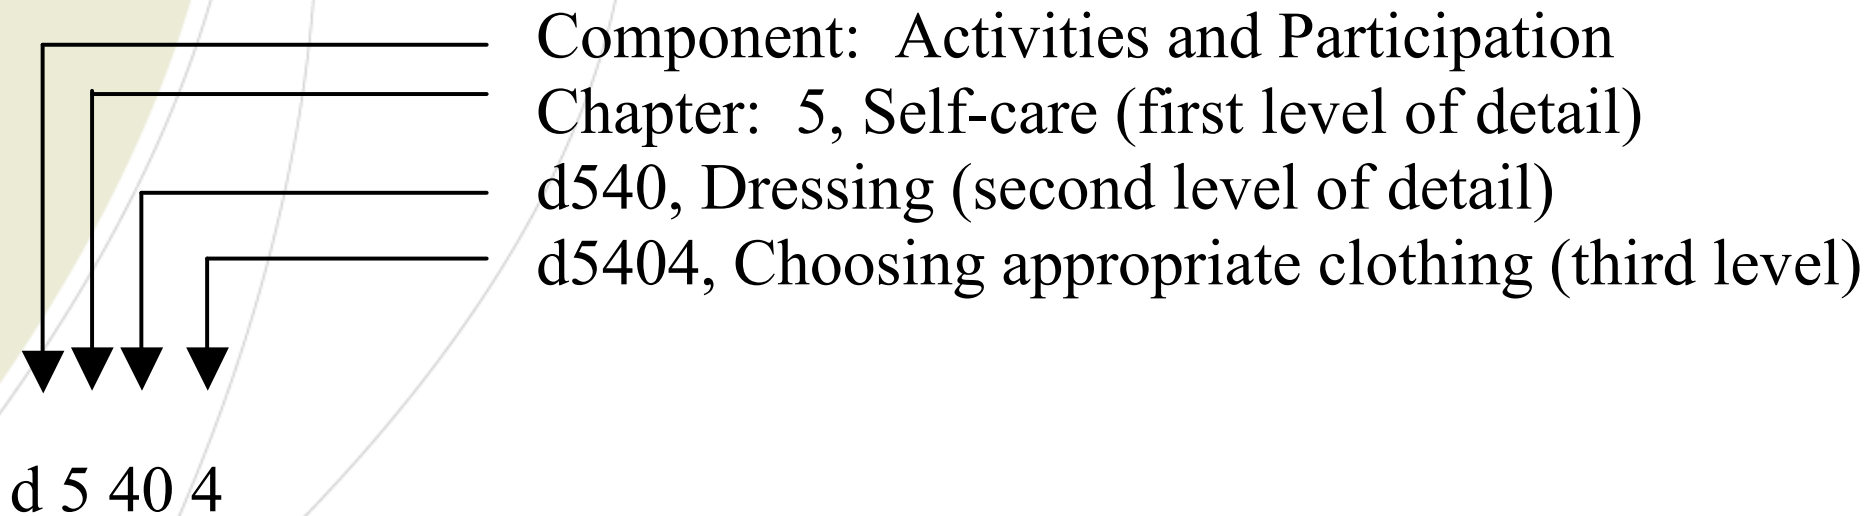 Component:  Activities and Participation
Chapter:  5, Self-care (first level of detail)
d540, Dressing (second level of detail)
d5404, Choosing appropriate clothing (third level)
d 5 40 4